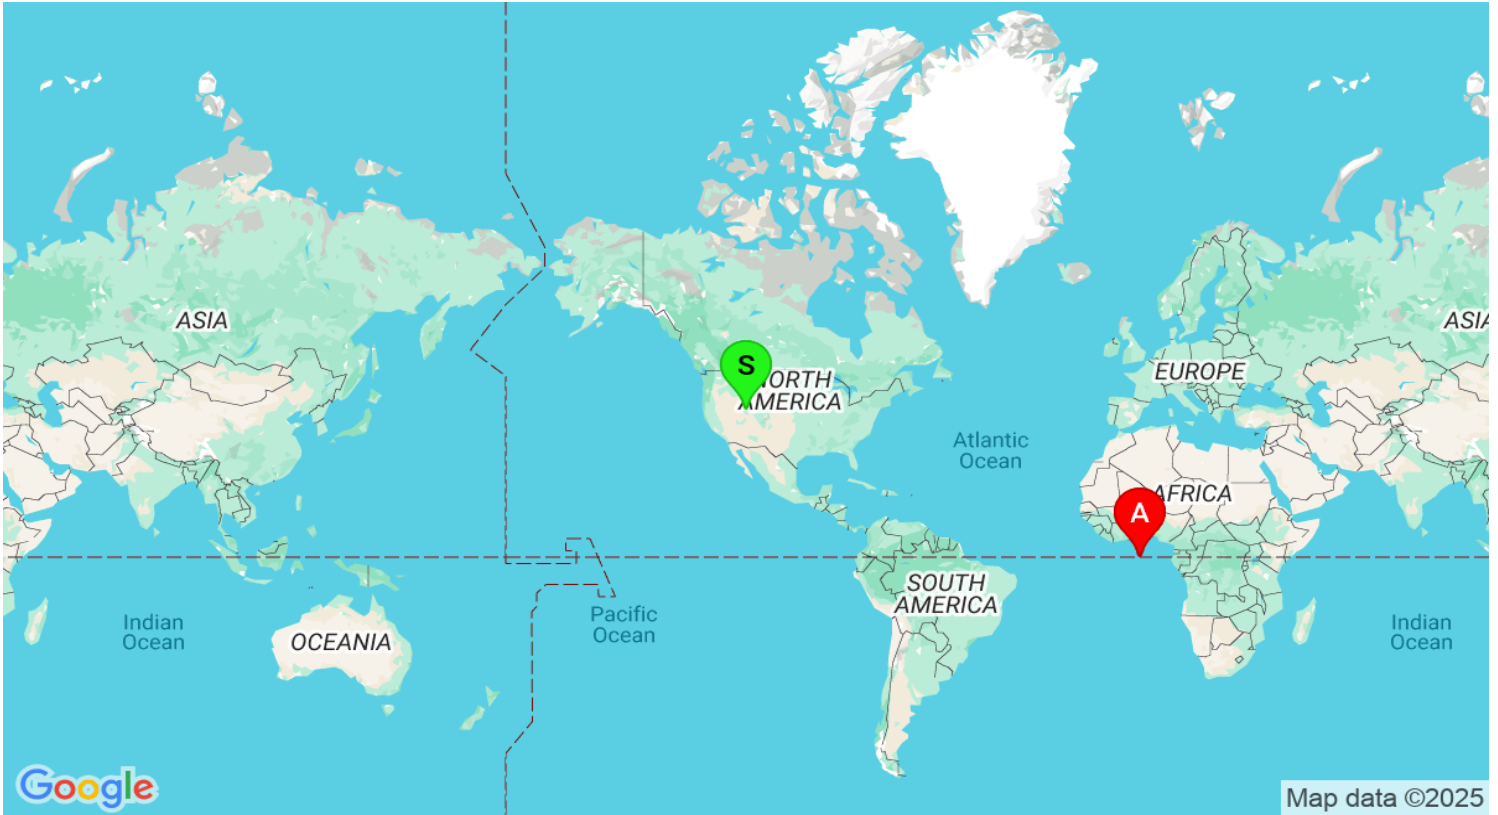 ASIA
S
NORTH
AMERICA
EUROPE
ASIA
Atlantic
Ocean
AFRICA
A
SOUTH
AMERICA
Pacific
Ocean
Indian
Ocean
OCEANIA
Indian
Ocean
Google
Map data ©2025